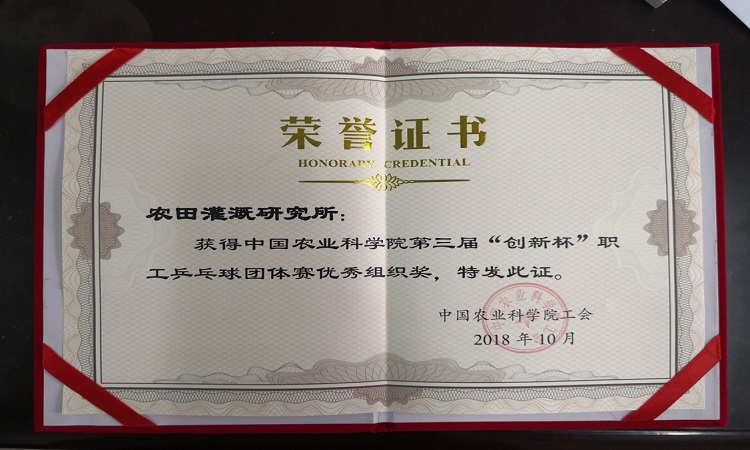 荣誉证书
HONORARY CREDENTIAL
农田灌溉研究所：
获得中国农业科学院第三届“创新杯”职
工乒乓球团体赛优秀组织奖，特发此证。
中国农业科学院工会
2018 年 10 月